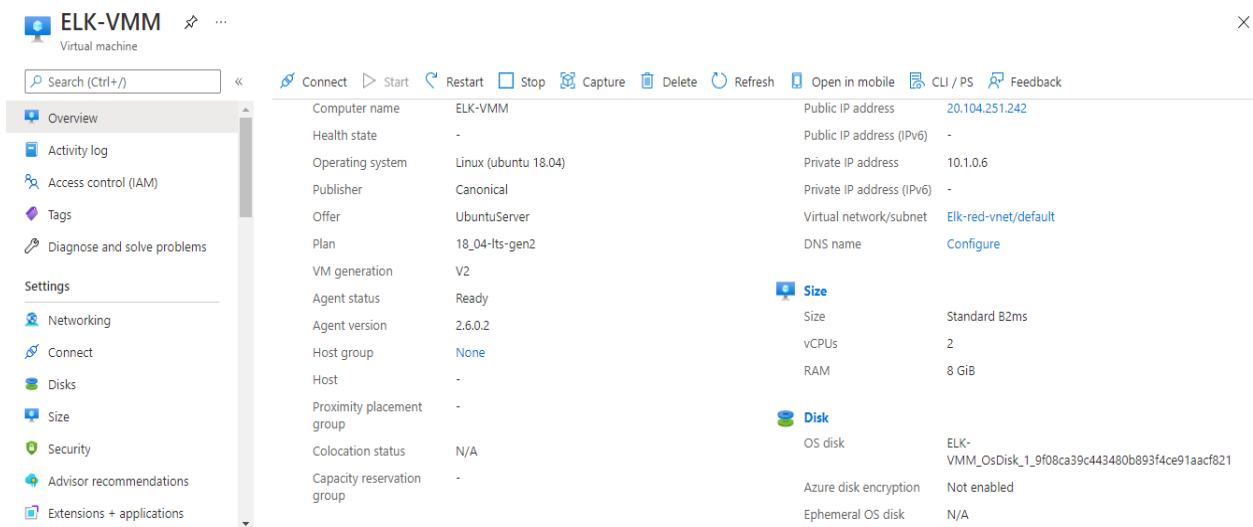 ELK-VMM
Virtual machine
Search (Ctrl+/)
Overview
Activity log
Access control (IAM)
Tags
Diagnose and solve problems
Settings
Networking
Connect
Disks
Size
Security
Advisor recommendations
Extensions + applications
Connect Start Restart Stop Capture Delete Refresh Open in mobile CLI / PS Feedback
Computer name ELK-VMM
Health state -
Operating system Linux (ubuntu 18.04)
Publisher Canonical
Offer UbuntuServer
Plan 18_04-lts-gen2
VM generation V2
Agent status Ready
Agent version 2.6.0.2
Host group None
Host -
Proximity placement -
group
Colocation status N/A
Capacity reservation -
group
Public IP address 20.104.251.242
Public IP address (IPv6) -
Private IP address 10.1.0.6
Private IP address (IPv6) -
Virtual network/subnet Elk-red-vnet/default
DNS name Configure
Size
Size Standard B2ms
vCPUs 2
RAM 8 GiB
Disk
OS disk ELK-
VMM_OsDisk_1_9f08ca39c443480b893f4ce91aacf821
Azure disk encryption Not enabled
Ephemeral OS disk N/A